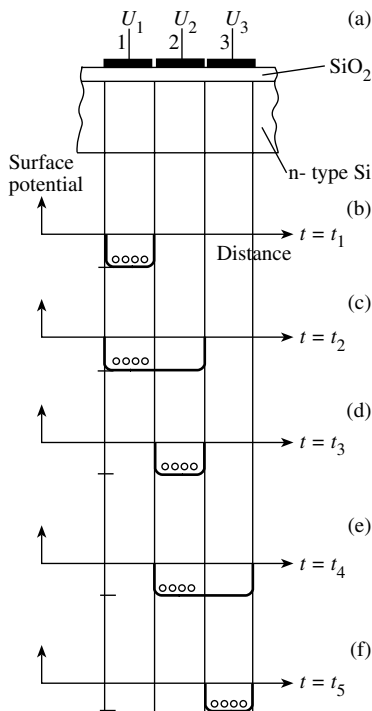 U1 U2 U3 (a)
1 2 3
SiO2
n- type Si
Surface
potential
(b)
Distance t = t1
(c)
t = t2
(d)
t = t3
(e)
t = t4
(f)
t = t5